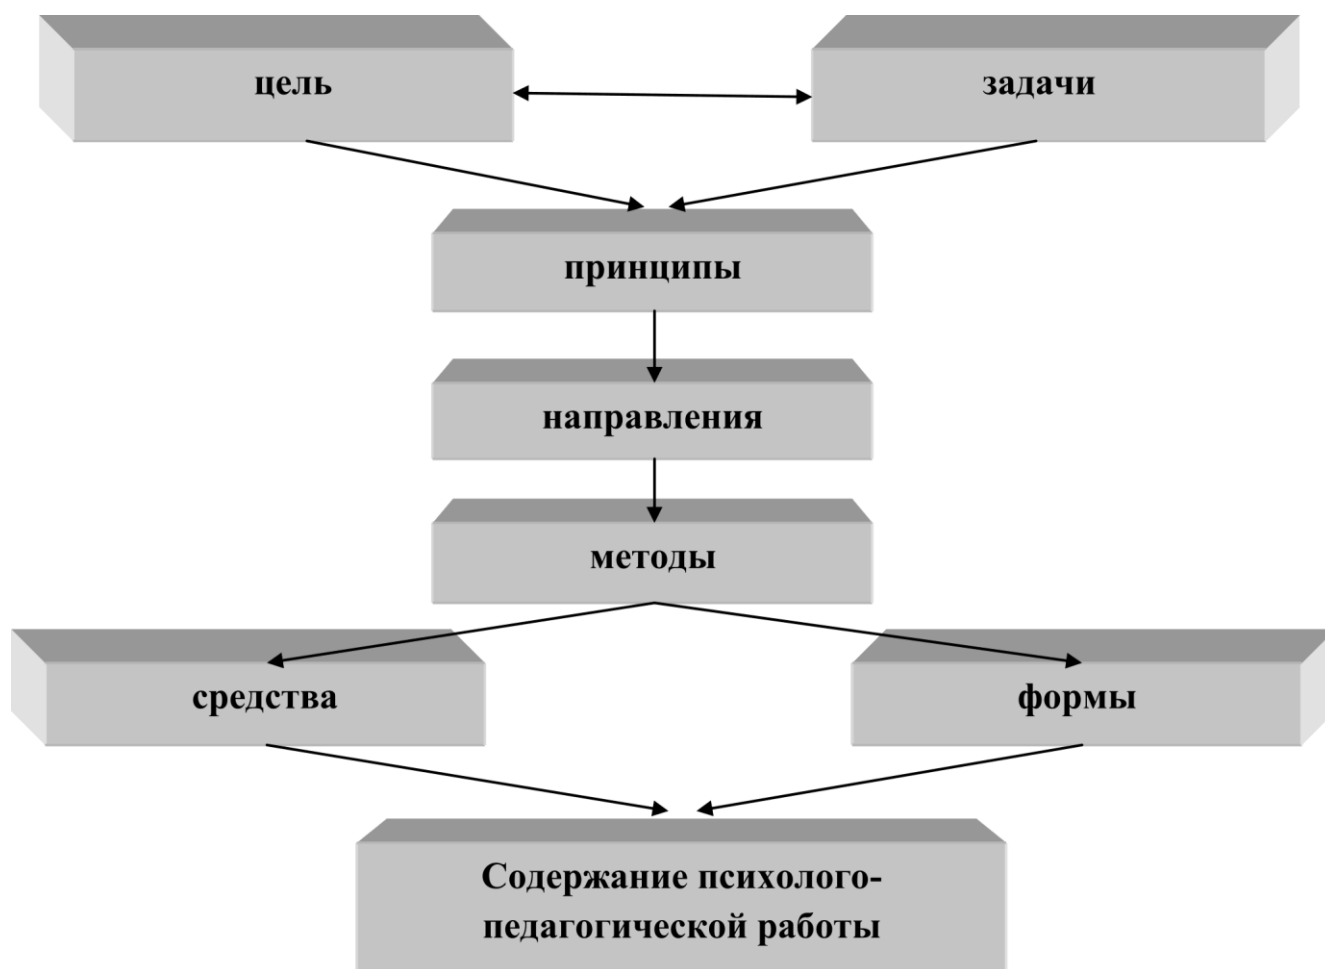 цель
задачи
принципы
направления
методы
средства
формы
Содержание психолого-
педагогической работы